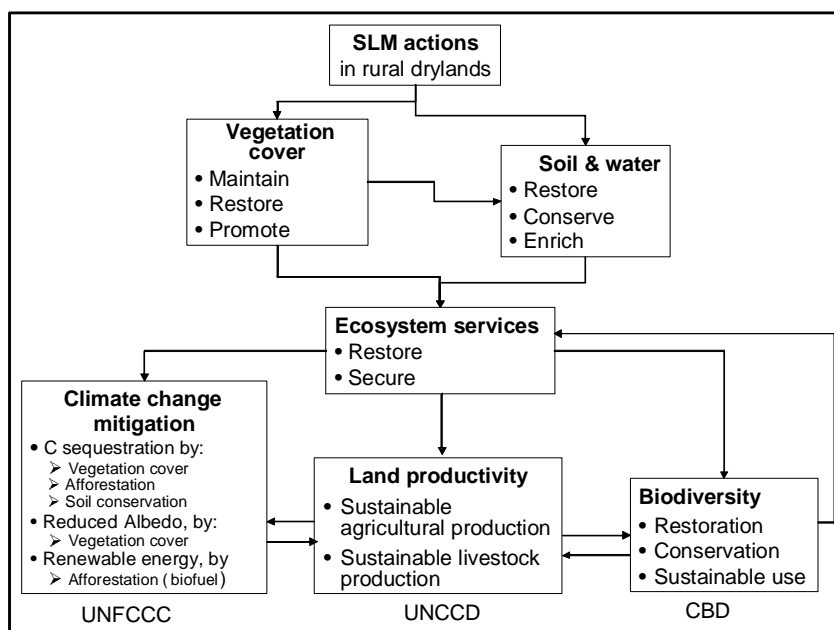 SLM actions
in rural drylands
Vegetation
cover
• Maintain
• Restore
• Promote
Soil & water
• Restore
• Conserve
• Enrich
Ecosystem services
• Restore
• Secure
Climate change
mitigation
• C sequestration by:
➢ Vegetation cover
➢ Afforestation
➢ Soil conservation
• Reduced Albedo, by:
➢ Vegetation cover
• Renewable energy, by
➢ Afforestation (biofuel)
UNFCCC
Land productivity
• Sustainable
agricultural production
• Sustainable livestock
production
UNCCD
Biodiversity
• Restoration
• Conservation
• Sustainable use
CBD